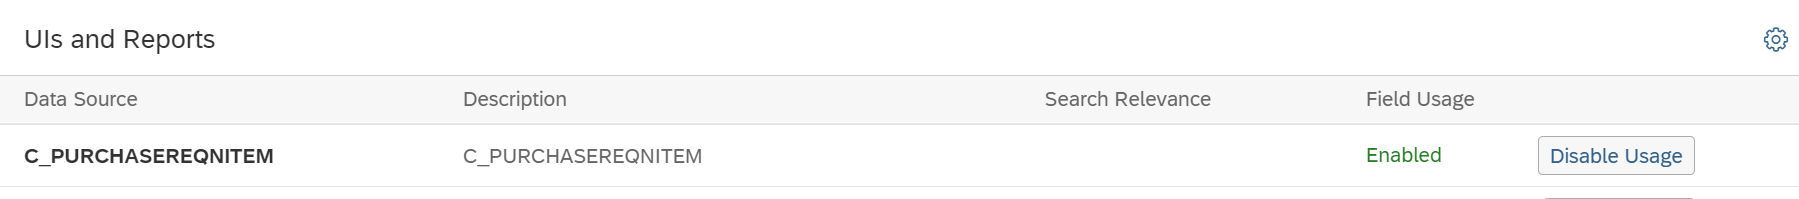 UIs and Reports
Data Source Description Search Relevance Field Usage
C_PURCHASEREQNITEM C_PURCHASEREQNITEM Enabled Disable Usage